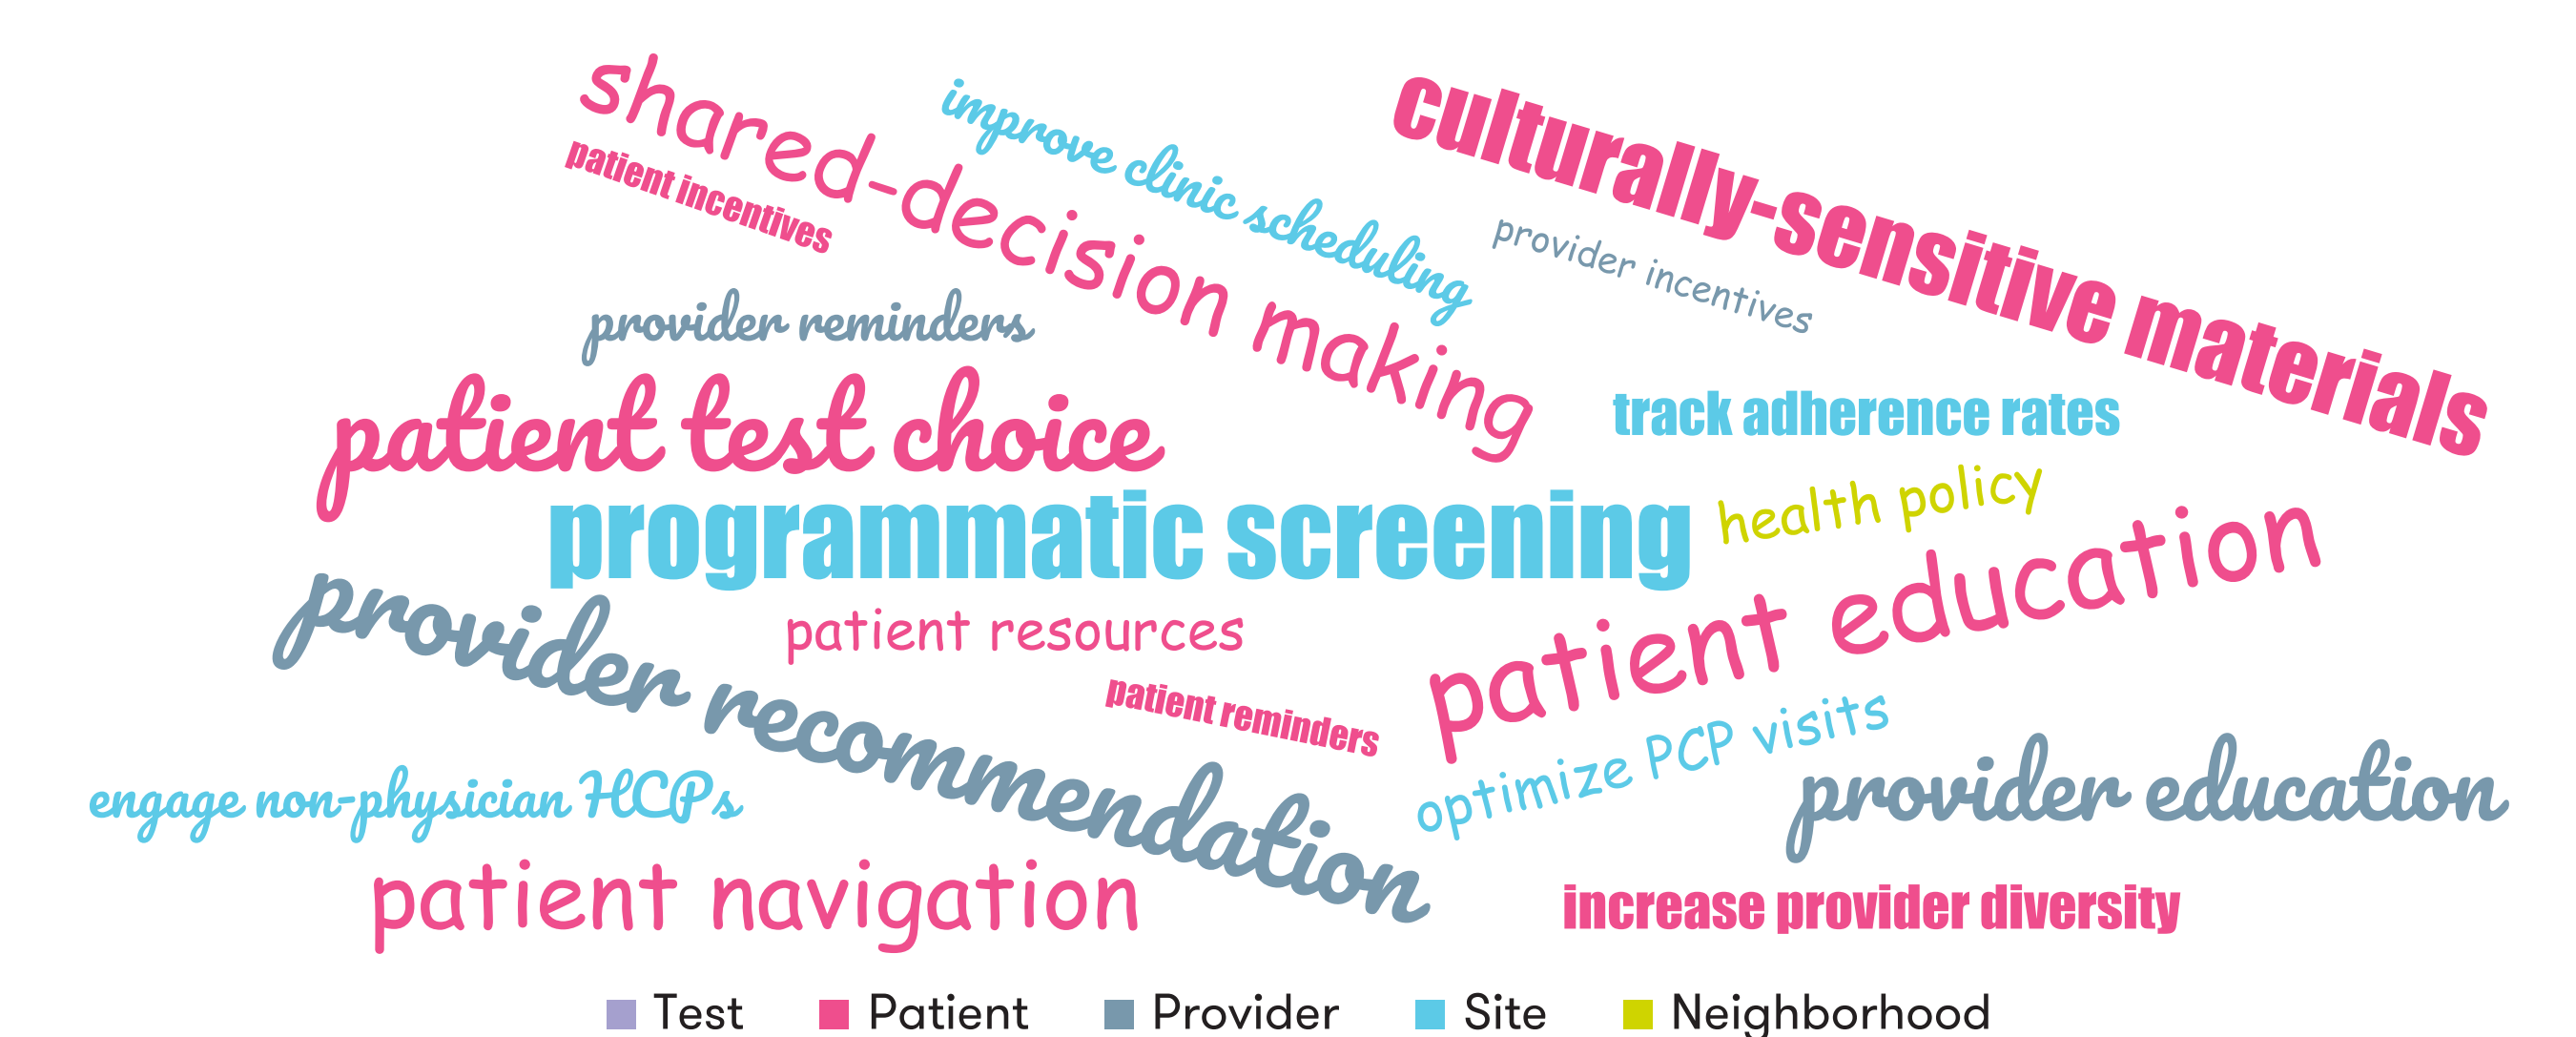 shared-decision making
improve clinic scheduling
culturally-sensitive materials
patient incentives
provider incentives
provider reminders
patient test choice
track adherence rates
health policy
programmatic screening
patient education
provider recommendation
patient resources
patient reminders
optimize PCP visits
engage non-physician HCPs
provider education
patient navigation
increase provider diversity
Test Patient Provider Site Neighborhood